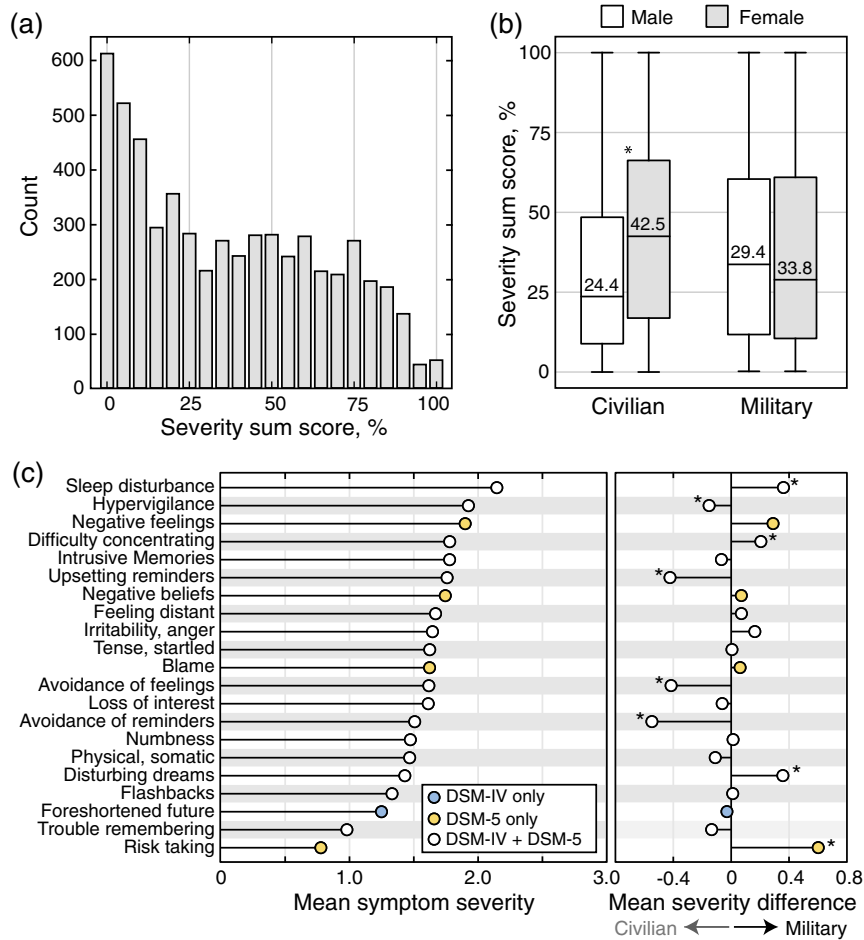 (a)
600
500
400
300
200
100
0
Count
0 25 50 75 100
Severity sum score, %
(b)
Male Female
100
75
50
25
0
Severity sum score, %
*
24.4
42.5
29.4
33.8
Civilian Military
(c)
Sleep disturbance *
Hypervigilance *
Negative feelings
Difficulty concentrating *
Intrusive Memories
Upsetting reminders *
Negative beliefs
Feeling distant
Irritability, anger
Tense, startled
Blame
Avoidance of feelings *
Loss of interest
Avoidance of reminders *
Numbness
Physical, somatic
Disturbing dreams *
Flashbacks
Foreshortened future
Trouble remembering
Risk taking *
DSM-IV only
DSM-5 only
DSM-IV + DSM-5
0 1.0 2.0 3.0
Mean symptom severity
-0.4 0 0.4 0.8
Mean severity difference
Civilian Military